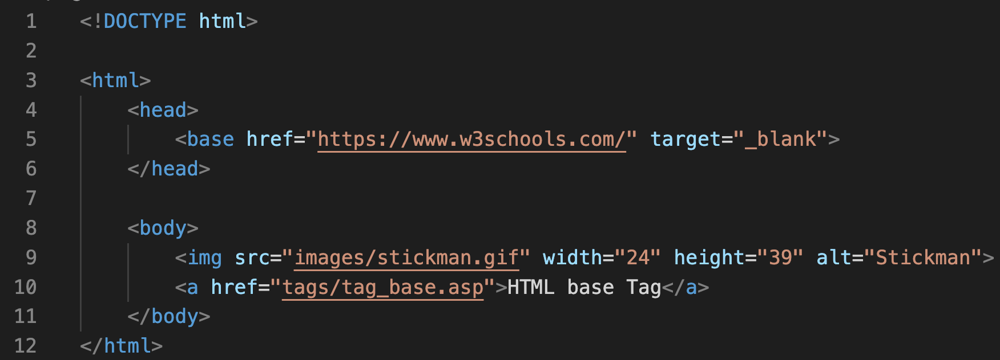 1 <!DOCTYPE html>
2
3 <html>
4     <head>
5         <base href="https://www.w3schools.com/" target="_blank">
6     </head>
7
8     <body>
9         <img src="images/stickman.gif" width="24" height="39" alt="Stickman">
10         <a href="tags/tag_base.asp">HTML base Tag</a>
11     </body>
12 </html>